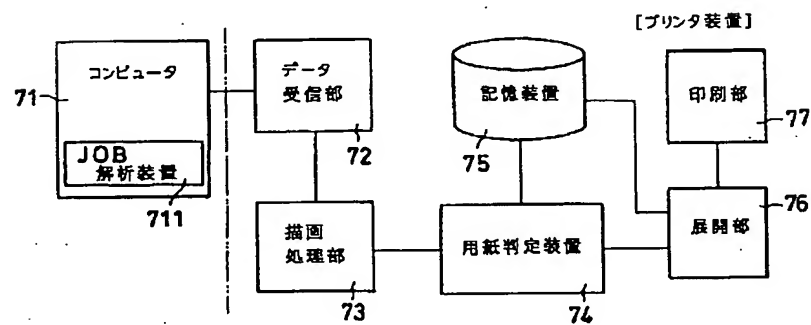 [プリンタ装置]
コンピュータ
71
JOB
解析装置
711
データ
受信部
72
描画
処理部
73
記憶装置
75
用紙判定装置
74
印刷部
77
展開部
76